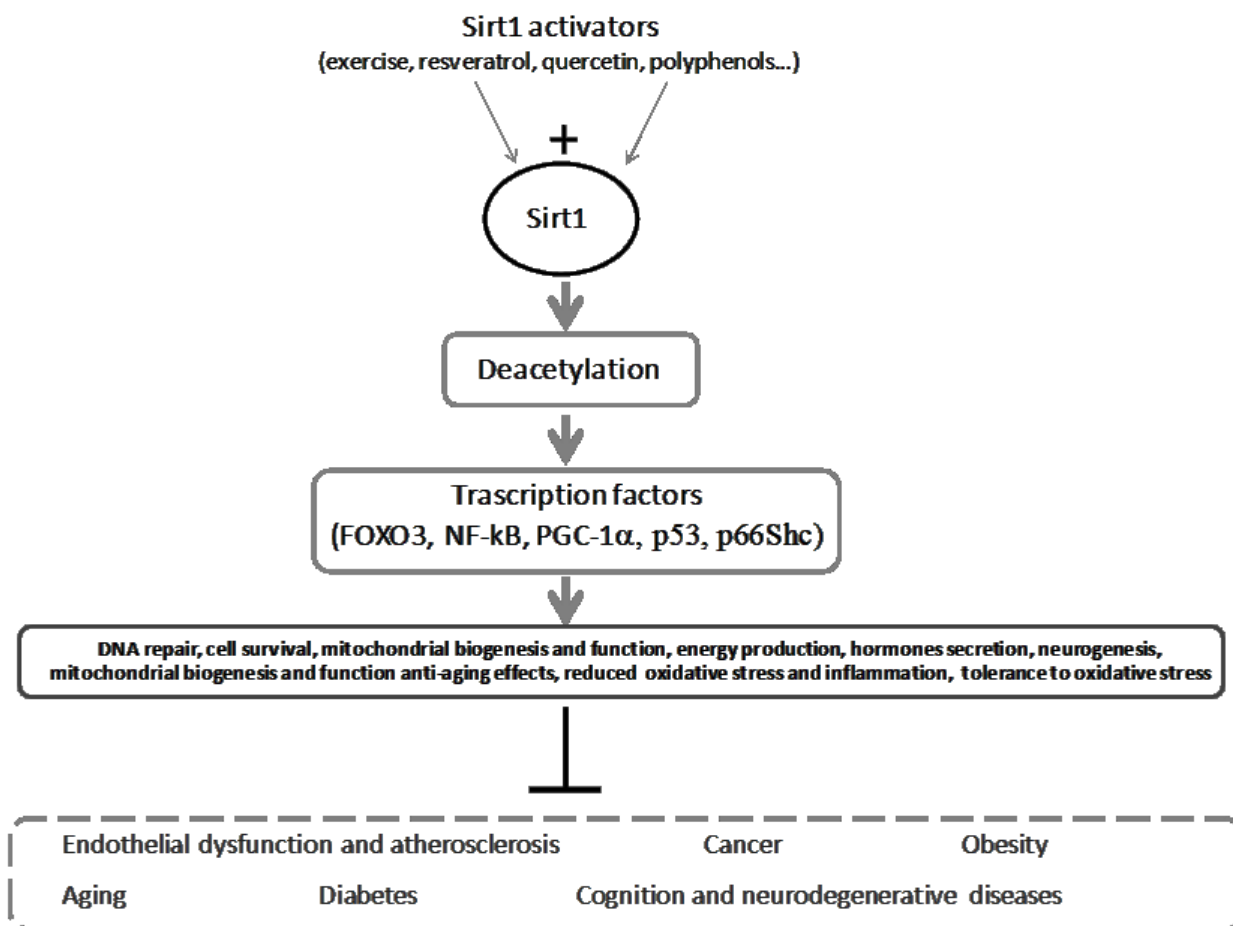 Sirt1 activators
(exercise, resveratrol, quercetin, polyphenols...)
+
Sirt1
Deacetylation
Trascription factors
(FOXO3, NF-kB, PGC-1α, p53, p66Shc)
DNA repair, cell survival, mitochondrial biogenesis and function, energy production, hormones secretion, neurogenesis,
mitochondrial biogenesis and function anti-aging effects, reduced oxidative stress and inflammation, tolerance to oxidative stress
Endothelial dysfunction and atherosclerosis Cancer Obesity
Aging Diabetes Cognition and neurodegenerative diseases